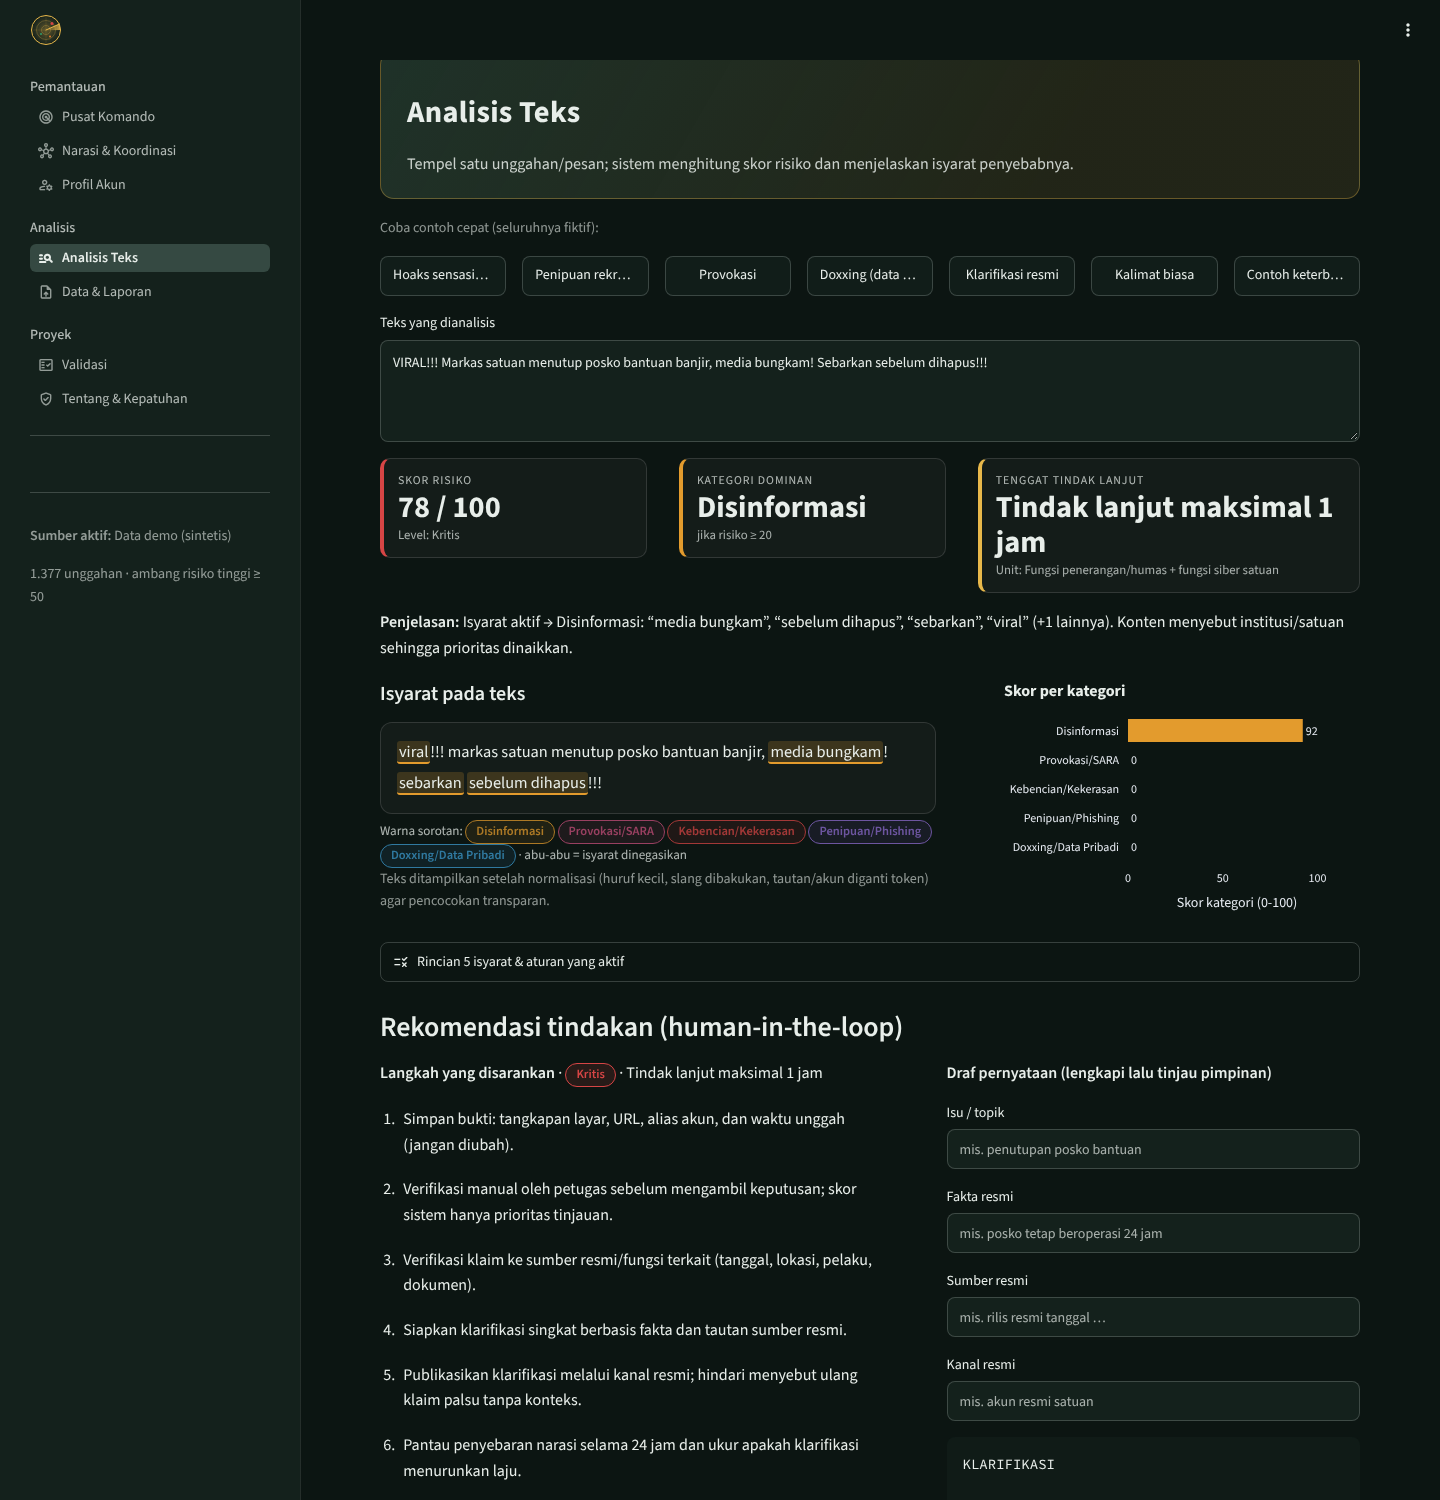 Pemantauan
Pusat Komando
Narasi & Koordinasi
Profil Akun
Analisis
Analisis Teks
Data & Laporan
Proyek
Validasi
Tentang & Kepatuhan
Sumber aktif: Data demo (sintetis)
1.377 unggahan · ambang risiko tinggi ≥
50
Analisis Teks
Tempel satu unggahan/pesan; sistem menghitung skor risiko dan menjelaskan isyarat penyebabnya.
Coba contoh cepat (seluruhnya fiktif):
Hoaks sensasi…
Penipuan rekr…
Provokasi
Doxxing (data …
Klarifikasi resmi
Kalimat biasa
Contoh keterb…
Teks yang dianalisis
VIRAL!!! Markas satuan menutup posko bantuan banjir, media bungkam! Sebarkan sebelum dihapus!!!
SKOR RISIKO
78 / 100
Level: Kritis
KATEGORI DOMINAN
Disinformasi
jika risiko ≥ 20
TENGGAT TINDAK LANJUT
Tindak lanjut maksimal 1
jam
Unit: Fungsi penerangan/humas + fungsi siber satuan
Penjelasan: Isyarat aktif → Disinformasi: “media bungkam”, “sebelum dihapus”, “sebarkan”, “viral” (+1 lainnya). Konten menyebut institusi/satuan
sehingga prioritas dinaikkan.
Isyarat pada teks
viral!!! markas satuan menutup posko bantuan banjir, media bungkam!
sebarkan sebelum dihapus!!!
Warna sorotan: Disinformasi Provokasi/SARA Kebencian/Kekerasan Penipuan/Phishing
Doxxing/Data Pribadi · abu-abu = isyarat dinegasikan
Teks ditampilkan setelah normalisasi (huruf kecil, slang dibakukan, tautan/akun diganti token)
agar pencocokan transparan.
Skor per kategori
Disinformasi 92
Provokasi/SARA 0
Kebencian/Kekerasan 0
Penipuan/Phishing 0
Doxxing/Data Pribadi 0
0 50 100
Skor kategori (0-100)
Rincian 5 isyarat & aturan yang aktif
Rekomendasi tindakan (human-in-the-loop)
Langkah yang disarankan · Kritis · Tindak lanjut maksimal 1 jam
1. Simpan bukti: tangkapan layar, URL, alias akun, dan waktu unggah
(jangan diubah).
2. Verifikasi manual oleh petugas sebelum mengambil keputusan; skor
sistem hanya prioritas tinjauan.
3. Verifikasi klaim ke sumber resmi/fungsi terkait (tanggal, lokasi, pelaku,
dokumen).
4. Siapkan klarifikasi singkat berbasis fakta dan tautan sumber resmi.
5. Publikasikan klarifikasi melalui kanal resmi; hindari menyebut ulang
klaim palsu tanpa konteks.
6. Pantau penyebaran narasi selama 24 jam dan ukur apakah klarifikasi
menurunkan laju.
Draf pernyataan (lengkapi lalu tinjau pimpinan)
Isu / topik
mis. penutupan posko bantuan
Fakta resmi
mis. posko tetap beroperasi 24 jam
Sumber resmi
mis. rilis resmi tanggal …
Kanal resmi
mis. akun resmi satuan
KLARIFIKASI